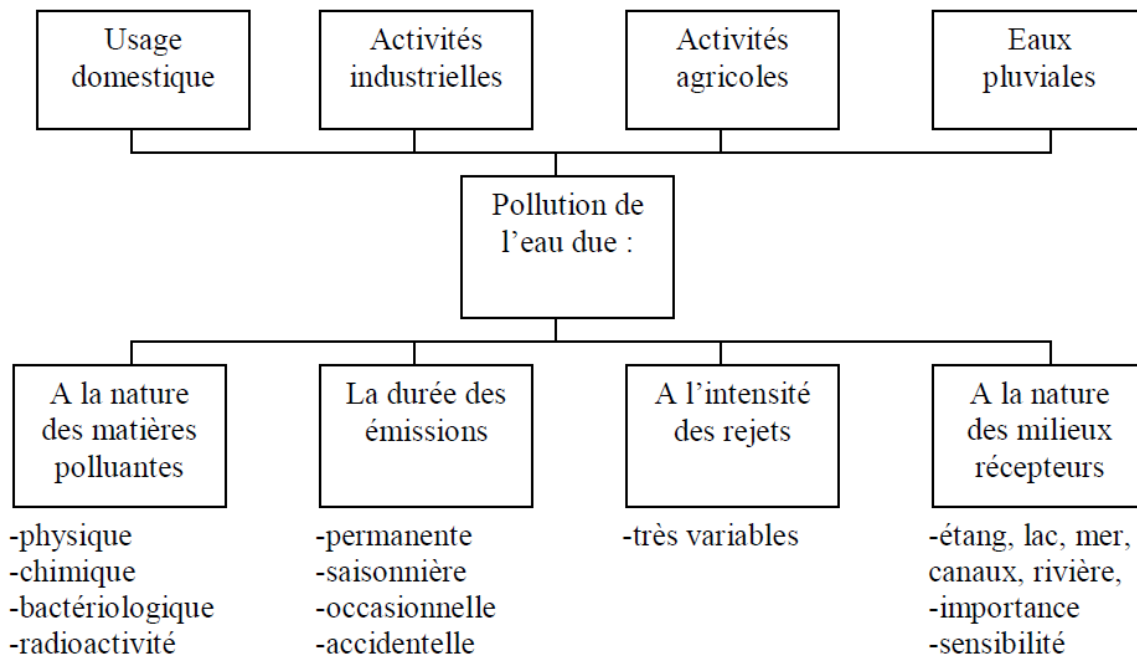 Usage
domestique
Activités
industrielles
Activités
agricoles
Eaux
pluviales
Pollution de
l’eau due :
A la nature
des matières
polluantes
La durée des
émissions
A l’intensité
des rejets
A la nature
des milieux
récepteurs
-physique
-chimique
-bactériologique
-radioactivité
-permanente
-saisonnière
-occasionnelle
-accidentelle
-très variables
-étang, lac, mer,
canaux, rivière,
-importance
-sensibilité